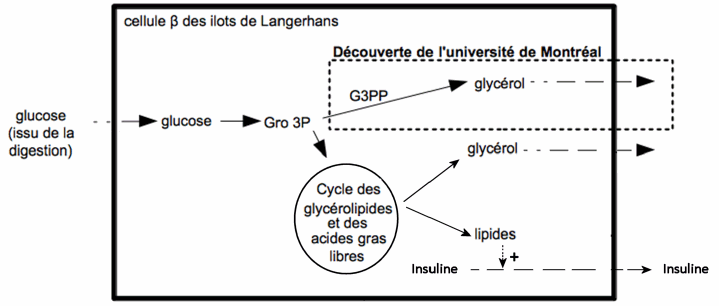 cellule β des ilots de Langerhans
Découverte de l'université de Montréal
G3PP
glycérol
glucose
(issu de la
digestion)
glucose
Gro 3P
glycérol
Cycle des
glycérolipides
et des
acides gras
libres
lipides
+
Insuline
Insuline